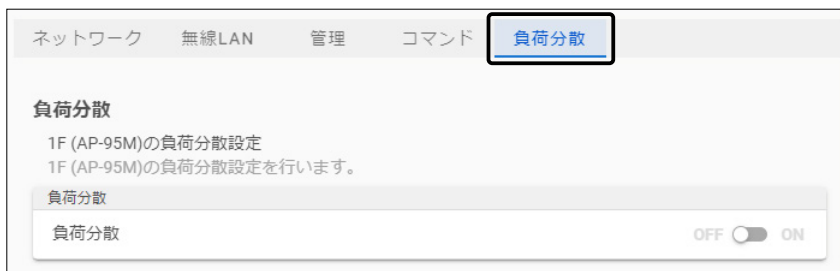 ネットワーク 無線LAN 管理 コマンド 負荷分散
負荷分散
1F (AP-95M)の負荷分散設定
1F (AP-95M)の負荷分散設定を行います。
負荷分散
負荷分散 OFF ON